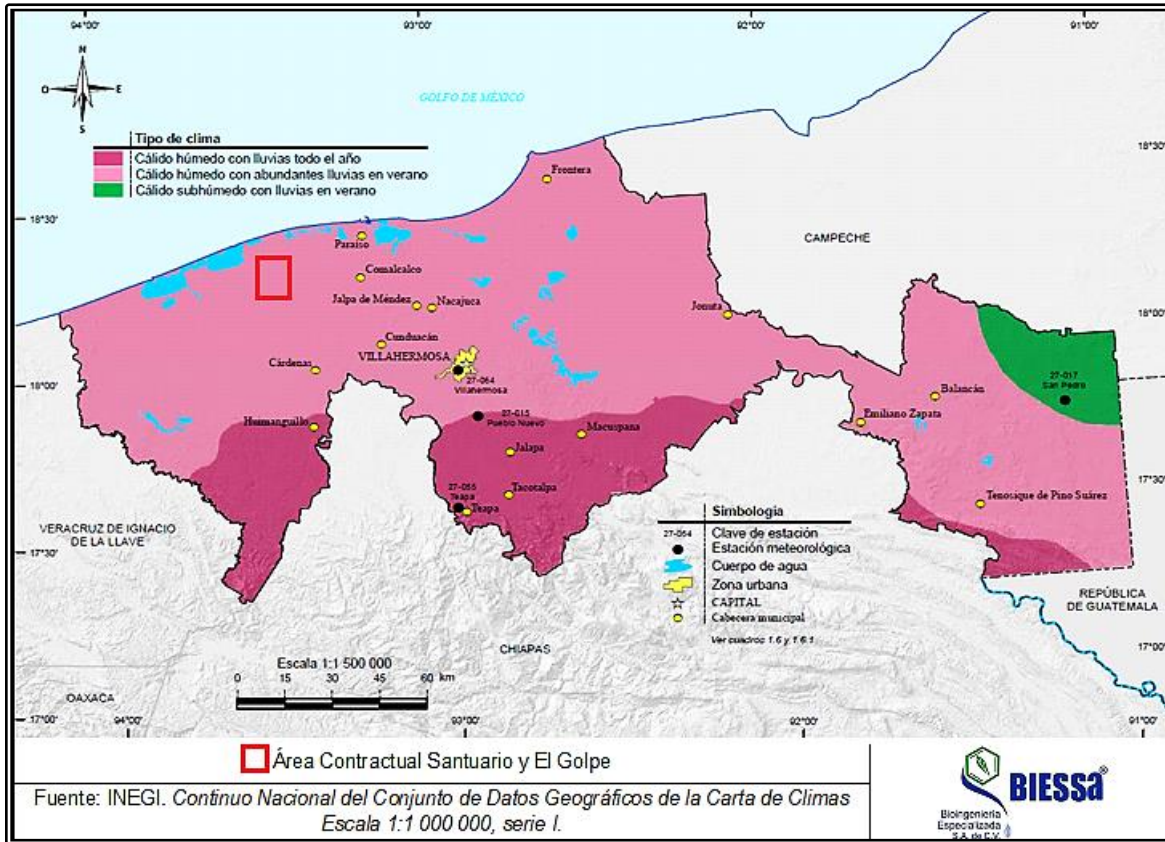 94°00'
93°00'
92°00'
91°00'
N
O
E
S
GOLFO DE MÉXICO
Tipo de clima
Cálido húmedo con lluvias todo el año
Cálido húmedo con abundantes lluvias en verano
Cálido subhúmedo con lluvias en verano
18°30'
18°30'
Frontera
Paraíso
CAMPECHE
Comalcalco
Jalpa de Méndez
Nacajuca
Jonuta
18°00'
Cunduacán
VILLAHERMOSA
Cárdenas
27-064
Villahermosa
18°00'
27-017
San Pedro
Balancán
Emiliano Zapata
Huimanguillo
27-015
Pueblo Nuevo
Macuspana
Jalapa
Tacotalpa
27-055
Teapa
Teapa
Tenosique de Pino Suárez
17°30'
VERACRUZ DE IGNACIO
DE LA LLAVE
17°30'
Simbología
27-064
Clave de estación
Estación meteorológica
Cuerpo de agua
Zona urbana
CAPITAL
Cabecera municipal
Ver cuadros 1.6 y 1.6.1
REPÚBLICA
DE GUATEMALA
CHIAPAS
17°00'
Escala 1:1 500 000
0 15 30 45 60 km
OAXACA
17°00'
94°00'
93°00'
92°00'
91°00'
Área Contractual Santuario y El Golpe
Fuente: INEGI. Continuo Nacional del Conjunto de Datos Geográficos de la Carta de Climas
Escala 1:1 000 000, serie I.
BIESSA®
Bioingeniería
Especializada
S.A. de C.V.